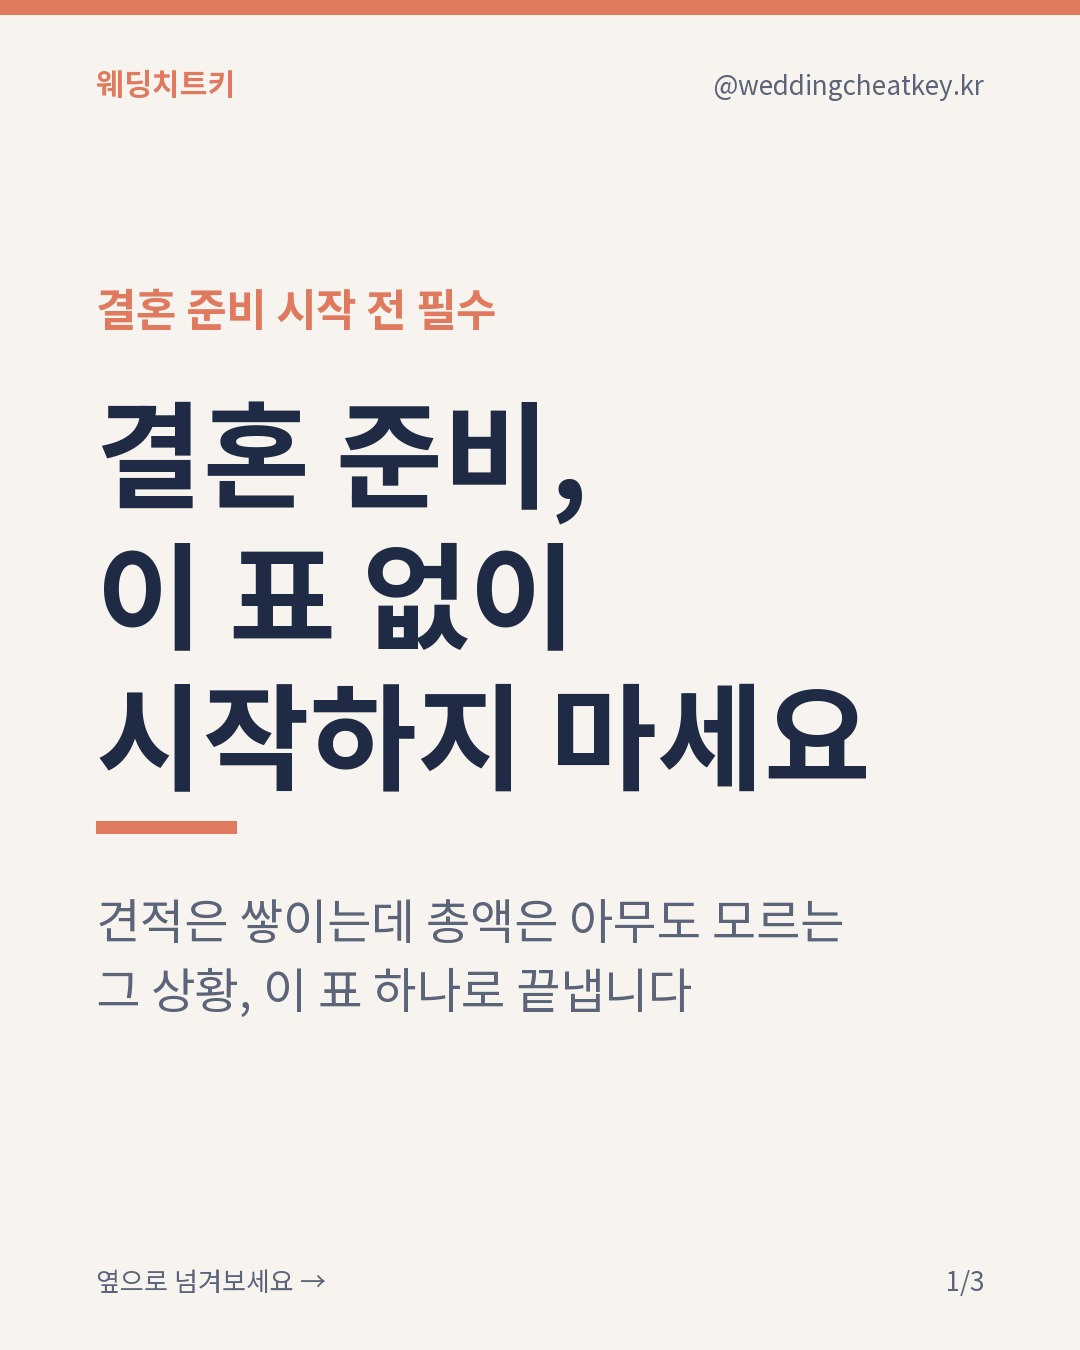 웨딩치트키
@weddingcheatkey.kr
결혼 준비 시작 전 필수
결혼 준비,
이 표 없이
시작하지 마세요
견적은 쌓이는데 총액은 아무도 모르는
그 상황, 이 표 하나로 끝냅니다
옆으로 넘겨보세요 →
1/3